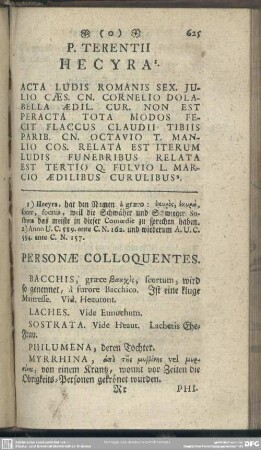 (o) 625
P. TERENTII
HECYRA¹.
ACTA LUDIS ROMANIS SEX. JU-
LIO CÆS. CN. CORNELIO DOLA-
BELLA ÆDIL. CUR. NON EST
PERACTA TOTA MODOS FE-
CIT FLACCUS CLAUDII TIBIIS
PARIB. CN. OCTAVIO T. MAN-
LIO COS. RELATA EST ITERUM
LUDIS FUNEBRIBUS RELATA
EST TERTIO Q. FULVIO L. MAR-
CIO ÆDILIBUS CURULIBUS².
1) Hecyra, hat den Namen à græco: ἑκυρὸς, ἑκυρὰ,
socer, socrus, weil die Schwäher und Schwieger
das meiste in dieser Comœdie zu sprechen haben.
2) Anno U. C. 589. ante C. N. 162. und wiederum A. U. C.
594. ante C. N. 157.
PERSONÆ COLLOQUENTES.
BACCHIS, græce Βακχὶς, scortum, wird
so genennet, à furore Bacchico. Ist eine kluge
Maitresse. Vid. Heautont.
LACHES. Vide Eunuchum.
SOSTRATA. Vide Heaut. Lachetis Ehe-
Frau.
PHILUMENA, deren Tochter.
MYRRHINA, ἀπὸ τῆς μυῤῥίνης vel
von einem Krantz, womit vor Zeiten die
Obrigkeits-Personen gekrönet wurden.
Rr PHI-